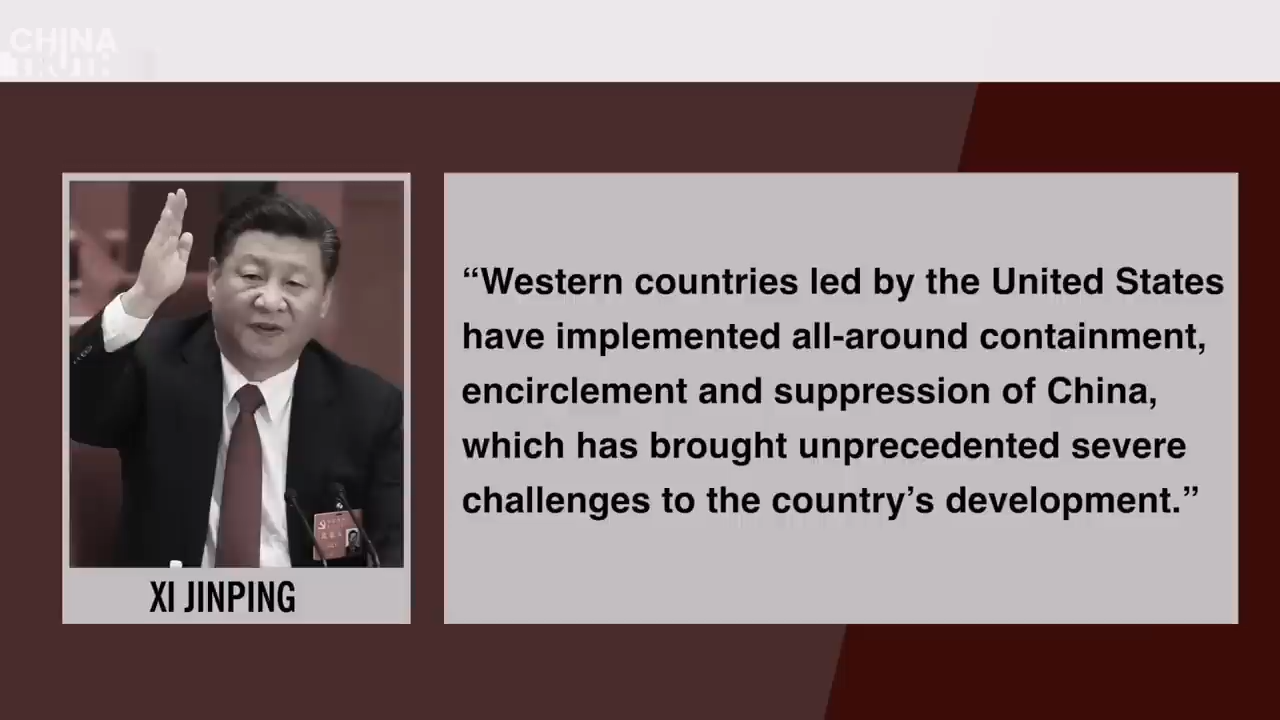 CHINA
TRUTH
“Western countries led by the United States
have implemented all-around containment,
encirclement and suppression of China,
which has brought unprecedented severe
challenges to the country’s development.”
XI JINPING